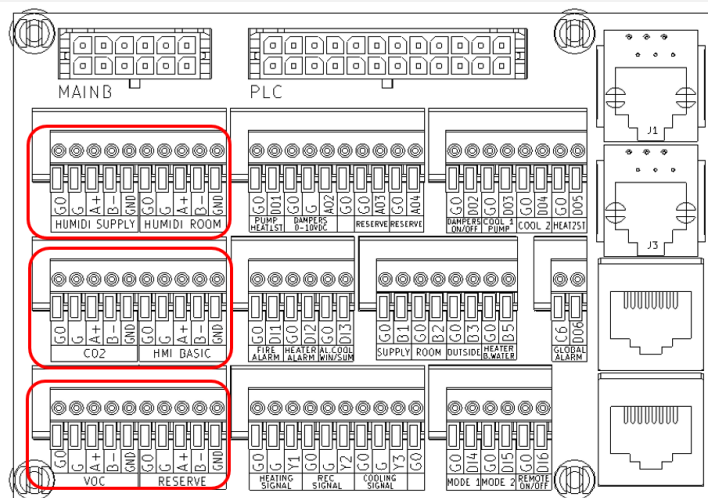 MAINB PLC
J1
G0 G A+ B- GND G0 G A+ B- GND G0 DO1 G0 G AO2 G G0 AO3 G0 AO4 G0 DO2 G0 DO3 G0 DO4 G0 DO5
HUMIDI SUPPLY HUMIDI ROOM PUMP HEAT1ST DAMPERS 0-10VDC RESERVE RESERVE DAMPERS ON/OFF COOL 1 PUMP COOL 2 HEAT2ST
J3
G0 G A+ B- GND G0 G A+ B- GND G0 DI1 G0 DI2 G0 DI3 G0 B1 G0 B2 G0 B3 G0 B5 C6 DO6
CO2 HMI BASIC FIRE ALARM HEATER ALARM AL.COOL WIN/SUM SUPPLY ROOM OUTSIDE HEATER B.WATER GLOBAL ALARM
G0 G A+ B- GND G0 G A+ B- GND G0 G Y1 G0 G Y2 G0 G Y3 G0 G0 DI4 G0 DI5 G0 DI6
VOC RESERVE HEATING SIGNAL REC SIGNAL COOLING SIGNAL MODE 1 MODE 2 REMOTE ON/OFF